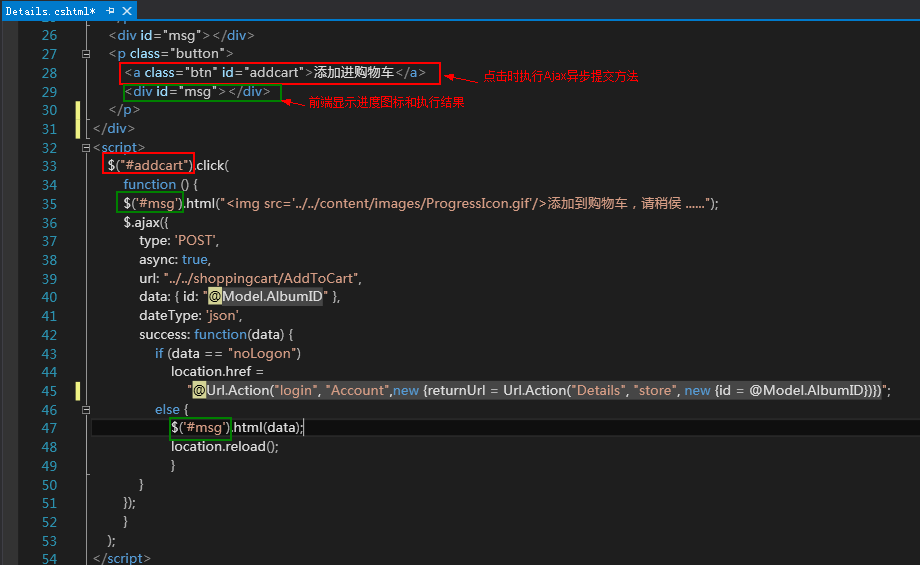 Details.cshtml*
26 <div id="msg"></div>
27 <p class="button">
28 <a class="btn" id="addcart">添加进购物车</a> 点击时执行Ajax异步提交方法
29 <div id="msg"></div> 前端显示进度图标和执行结果
30 </p>
31 </div>
32 <script>
33 $("#addcart").click(
34 function () {
35 $('#msg').html("<img src='../../content/images/ProgressIcon.gif'/>添加到购物车，请稍侯 ......");
36 $.ajax({
37 type: 'POST',
38 async: true,
39 url: "../../shoppingcart/AddToCart",
40 data: { id: "@Model.AlbumID" },
41 dateType: 'json',
42 success: function(data) {
43 if (data == "noLogon")
44 location.href =
45 "@Url.Action("login", "Account",new {returnUrl = Url.Action("Details", "store", new {id = @Model.AlbumID})})";
46 else {
47 $('#msg').html(data);
48 location.reload();
49 }
50 }
51 });
52 }
53 );
54 </script>